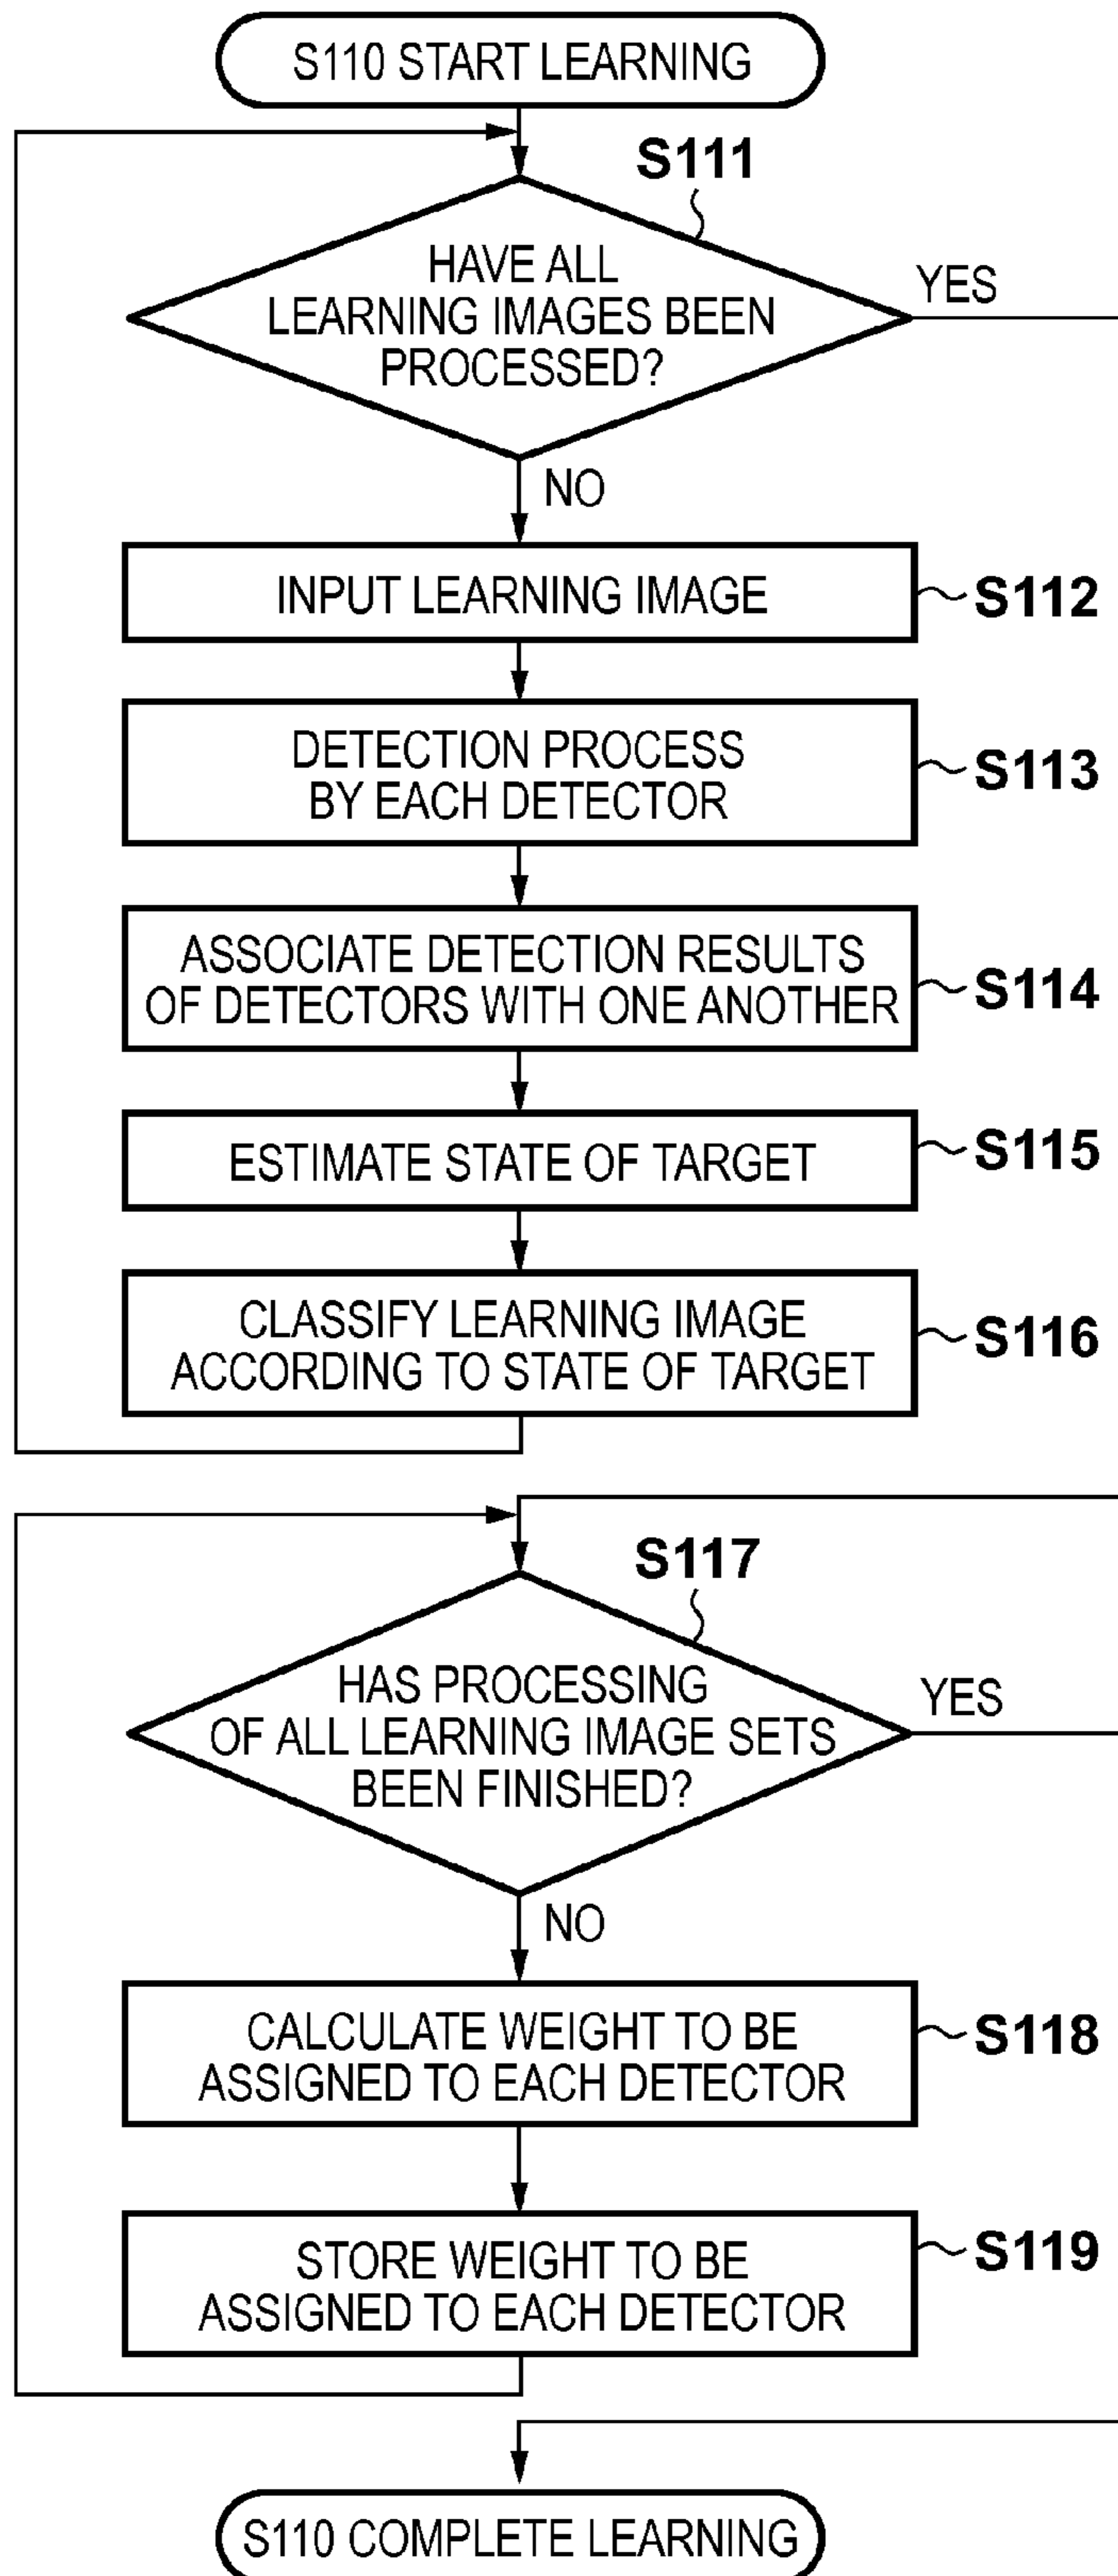 S110 START LEARNING
S111
HAVE ALL
LEARNING IMAGES BEEN
PROCESSED?
YES
NO
INPUT LEARNING IMAGE
S112
DETECTION PROCESS
BY EACH DETECTOR
S113
ASSOCIATE DETECTION RESULTS
OF DETECTORS WITH ONE ANOTHER
S114
ESTIMATE STATE OF TARGET
S115
CLASSIFY LEARNING IMAGE
ACCORDING TO STATE OF TARGET
S116
S117
HAS PROCESSING
OF ALL LEARNING IMAGE SETS
BEEN FINISHED?
YES
NO
CALCULATE WEIGHT TO BE
ASSIGNED TO EACH DETECTOR
S118
STORE WEIGHT TO BE
ASSIGNED TO EACH DETECTOR
S119
S110 COMPLETE LEARNING